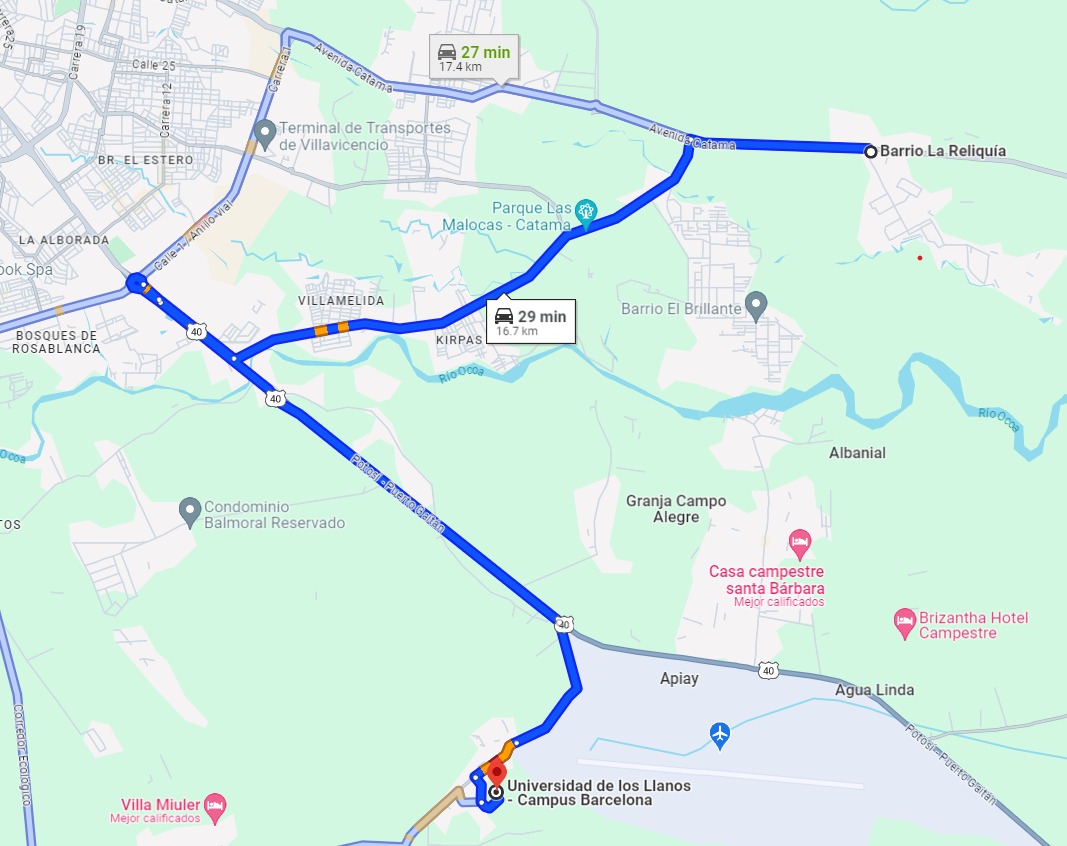 Carrera 19
Carrera25
Calle 25
Carrera 12
Carrera 1
Avenida Catama
27 min
17.4 km
Terminal de Transportes
de Villavicencio
Avenida Catama
Barrio La Reliquía
BR. EL ESTERO
Parque Las
Malocas - Catama
LA ALBORADA
Calle 1 / Anillo Vial
ook Spa
VILLAMELIDA
29 min
16.7 km
Barrio El Brillante
BOSQUES DE
ROSABLANCA
40
KIRPAS
Río Ocoa
40
Río Ocoa
Ocoa
Albanial
Potosi - Puerto Gaitán
Granja Campo
Alegre
Condominio
Balmoral Reservado
TOS
Casa campestre
santa Bárbara
Mejor calificados
Brizantha Hotel
Campestre
40
40
Apiay
Agua Linda
Corredor Ecológico
Potosi - Puerto Gaitán
Universidad de los Llanos
- Campus Barcelona
Villa Miuler
Mejor calificados